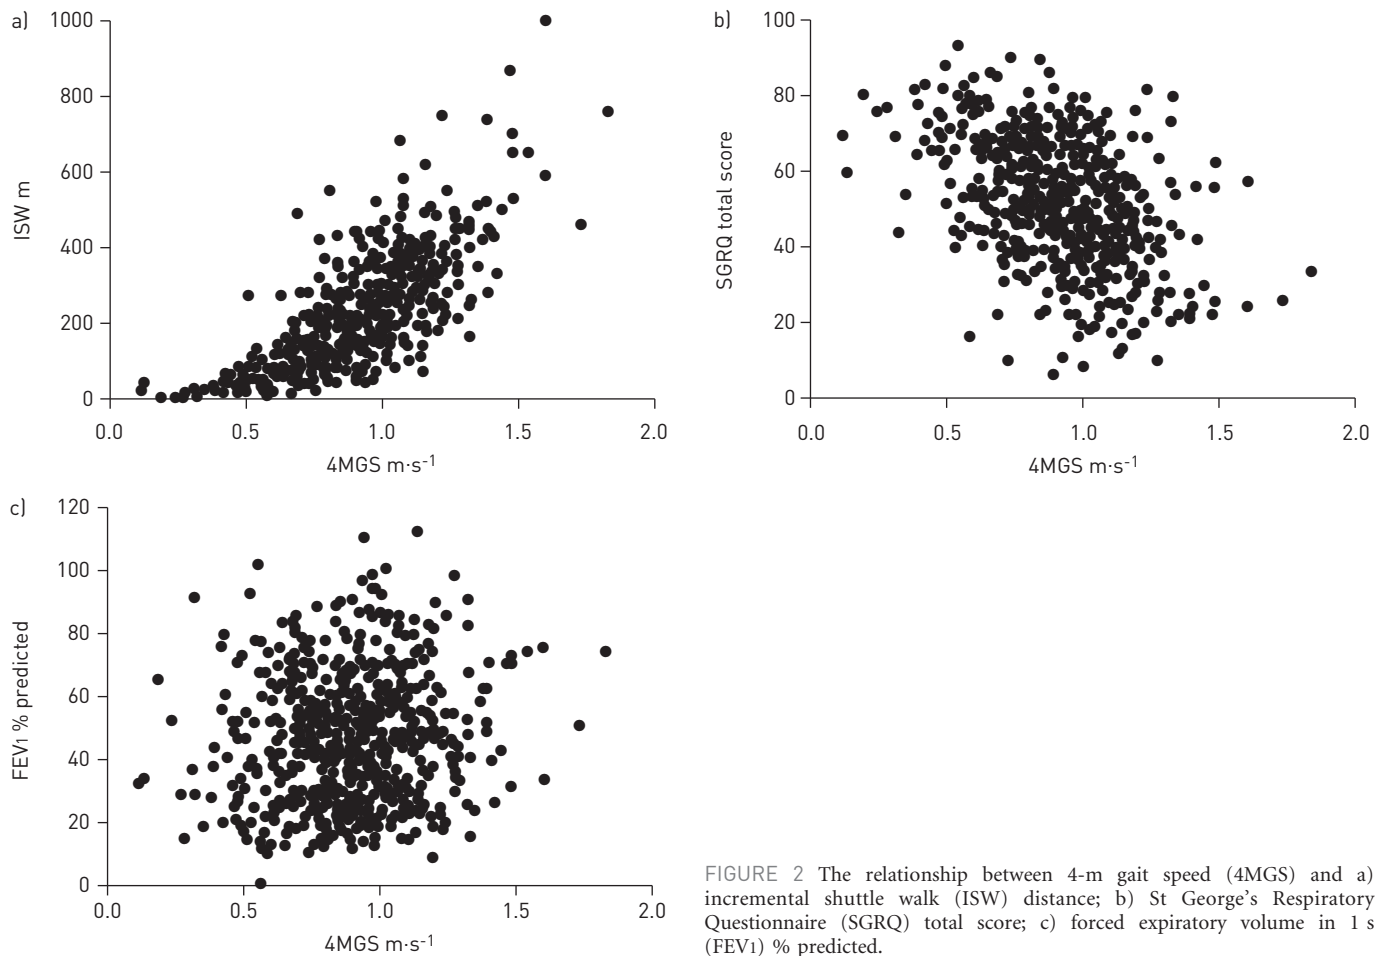 a)
1000
800
600
400
200
0
ISW m
0.0 0.5 1.0 1.5 2.0
4MGS m·s-1
b)
100
80
60
40
20
0
SGRQ total score
0.0 0.5 1.0 1.5 2.0
4MGS m·s-1
c)
120
100
80
60
40
20
0
FEV1 % predicted
0.0 0.5 1.0 1.5 2.0
4MGS m·s-1
FIGURE 2 The relationship between 4-m gait speed (4MGS) and a)
incremental shuttle walk (ISW) distance; b) St George's Respiratory
Questionnaire (SGRQ) total score; c) forced expiratory volume in 1 s
(FEV1) % predicted.